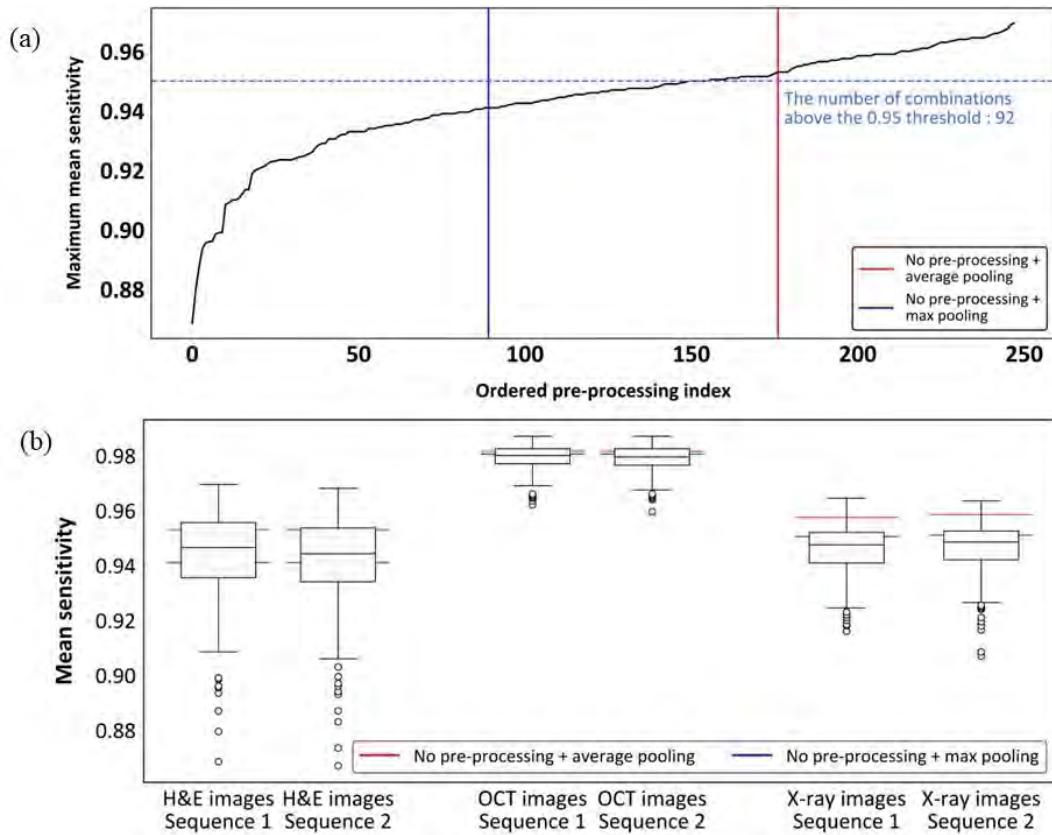 (a)
Maximum mean sensitivity
0.96
0.94
0.92
0.90
0.88
The number of combinations
above the 0.95 threshold : 92
No pre-processing +
average pooling
No pre-processing +
max pooling
0 50 100 150 200 250
Ordered pre-processing index
(b)
Mean sensitivity
0.98
0.96
0.94
0.92
0.90
0.88
No pre-processing + average pooling No pre-processing + max pooling
H&E images H&E images OCT images OCT images X-ray images X-ray images
Sequence 1 Sequence 2 Sequence 1 Sequence 2 Sequence 1 Sequence 2